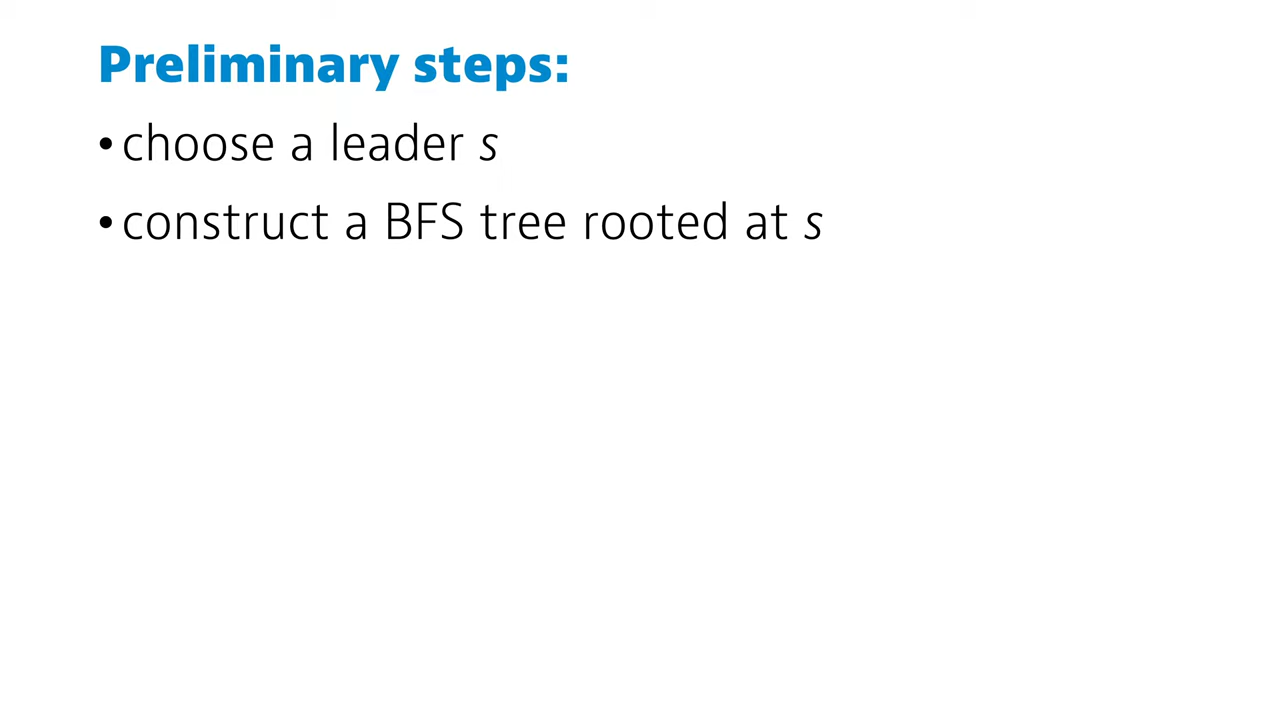 Preliminary steps:
• choose a leader s
• construct a BFS tree rooted at s